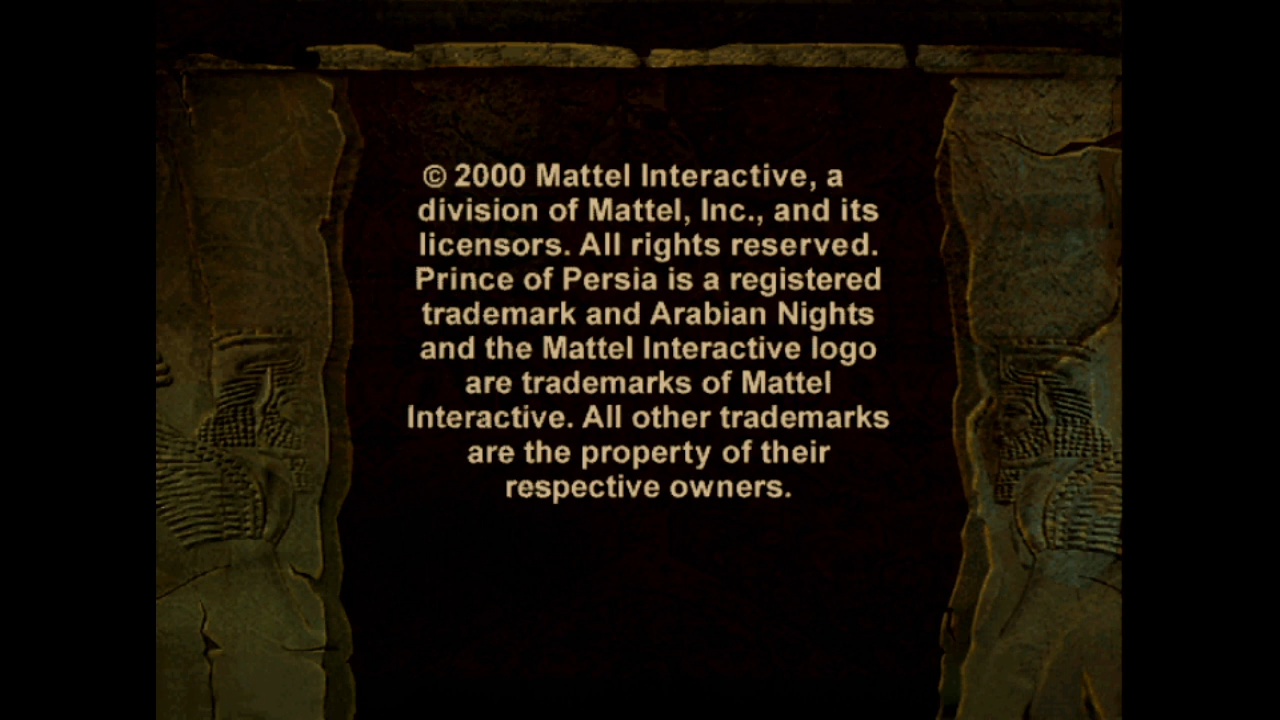 © 2000 Mattel Interactive, a
division of Mattel, Inc., and its
licensors. All rights reserved.
Prince of Persia is a registered
trademark and Arabian Nights
and the Mattel Interactive logo
are trademarks of Mattel
Interactive. All other trademarks
are the property of their
respective owners.